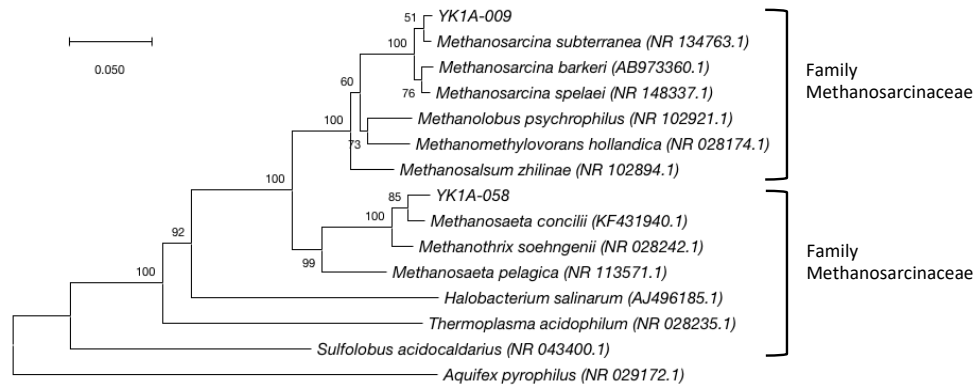 51
YK1A-009
Methanosarcina subterranea (NR 134763.1)
100
Methanosarcina barkeri (AB973360.1)
76
Methanosarcina spelaei (NR 148337.1)
60
Methanolobus psychrophilus (NR 102921.1)
100
73
Methanomethylovorans hollandica (NR 028174.1)
Methanosalsum zhilinae (NR 102894.1)
Family
Methanosarcinaceae
0.050
100
85
YK1A-058
100
Methanosaeta concilii (KF431940.1)
Methanothrix soehngenii (NR 028242.1)
99
Methanosaeta pelagica (NR 113571.1)
92
Halobacterium salinarum (AJ496185.1)
100
Thermoplasma acidophilum (NR 028235.1)
Sulfolobus acidocaldarius (NR 043400.1)
Family
Methanosarcinaceae
Aquifex pyrophilus (NR 029172.1)